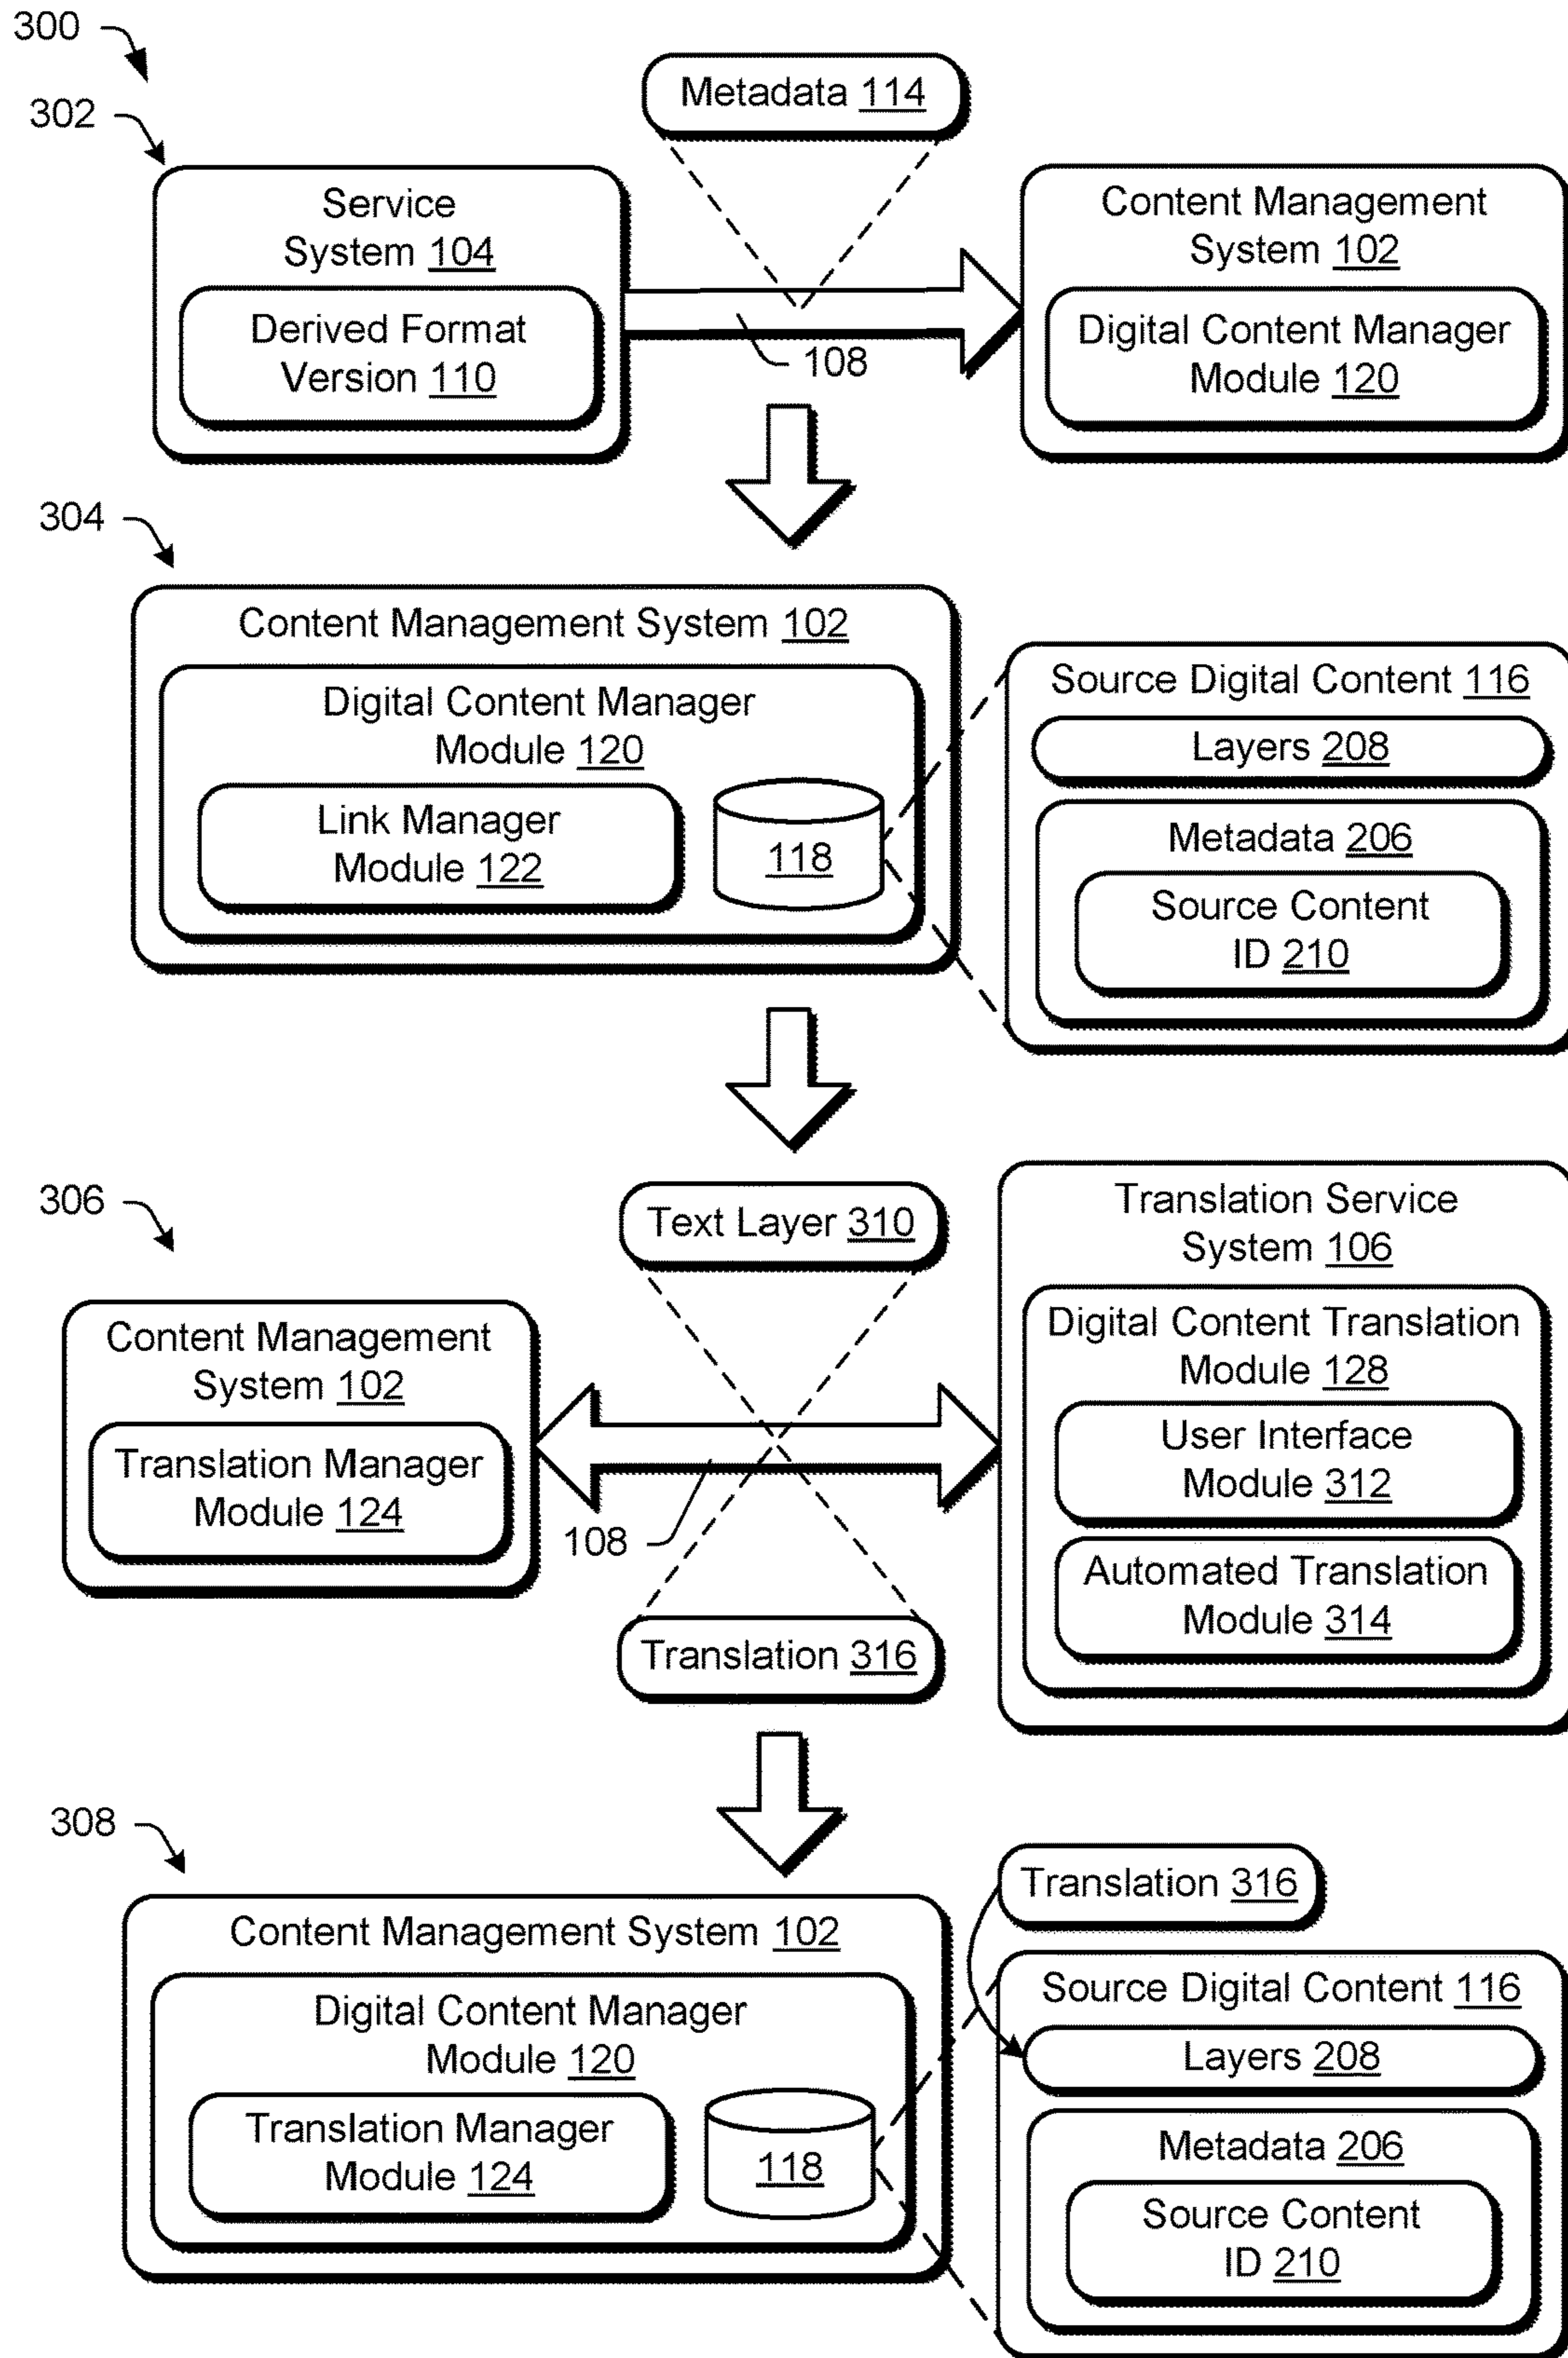 300
302
Metadata 114
Service
System 104
Derived Format
Version 110
108
Content Management
System 102
Digital Content Manager
Module 120
304
Content Management System 102
Digital Content Manager
Module 120
Link Manager
Module 122
118
Source Digital Content 116
Layers 208
Metadata 206
Source Content
ID 210
306
Text Layer 310
Content Management
System 102
Translation Manager
Module 124
108
Translation 316
Translation Service
System 106
Digital Content Translation
Module 128
User Interface
Module 312
Automated Translation
Module 314
308
Content Management System 102
Digital Content Manager
Module 120
Translation Manager
Module 124
118
Translation 316
Source Digital Content 116
Layers 208
Metadata 206
Source Content
ID 210